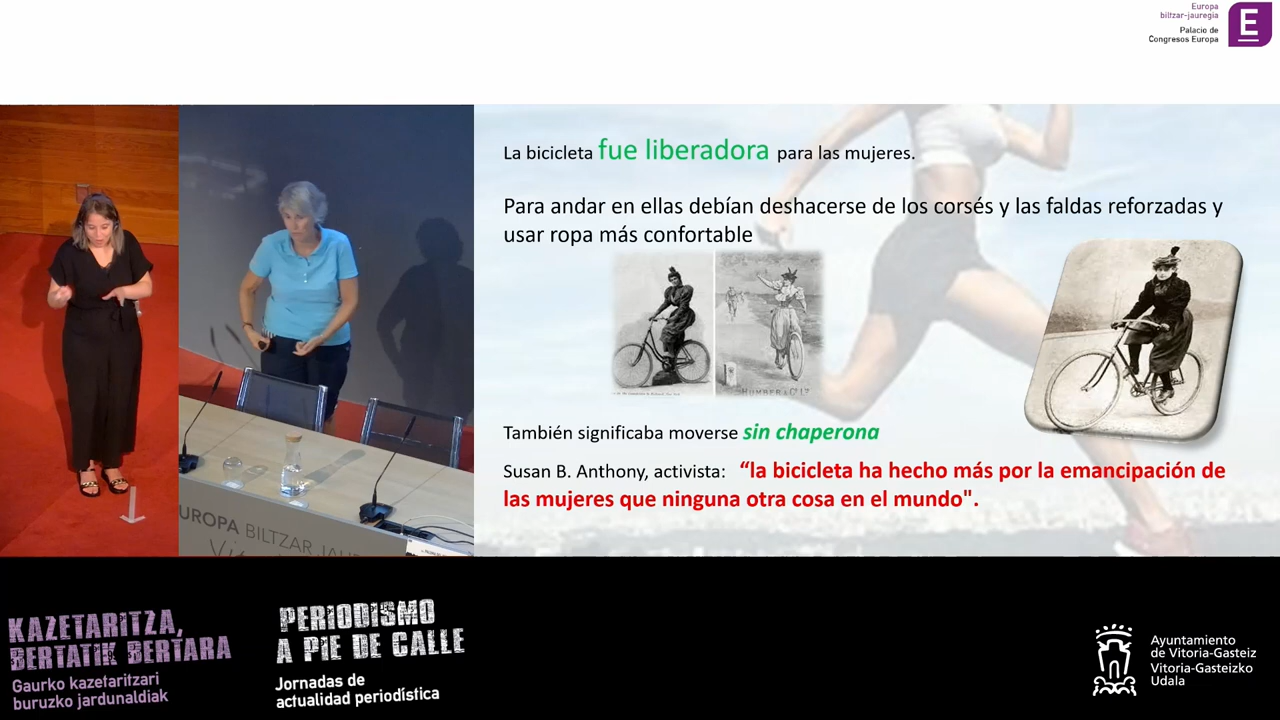 Europa
biltzar-jauregia
Palacio de
Congresos Europa
E
La bicicleta fue liberadora para las mujeres.
Para andar en ellas debían deshacerse de los corsés y las faldas reforzadas y
usar ropa más confortable
HUMBER & Cº Lº
También significaba moverse sin chaperona
Susan B. Anthony, activista: “la bicicleta ha hecho más por la emancipación de
las mujeres que ninguna otra cosa en el mundo".
UROPA BILTZAR JAU
KAZETARITZA,
BERTATIK BERTARA
Gaurko kazetaritzari
buruzko jardunaldiak
PERIODISMO
A PIE DE CALLE
Jornadas de
actualidad periodística
Ayuntamiento
de Vitoria-Gasteiz
Vitoria-Gasteizko
Udala